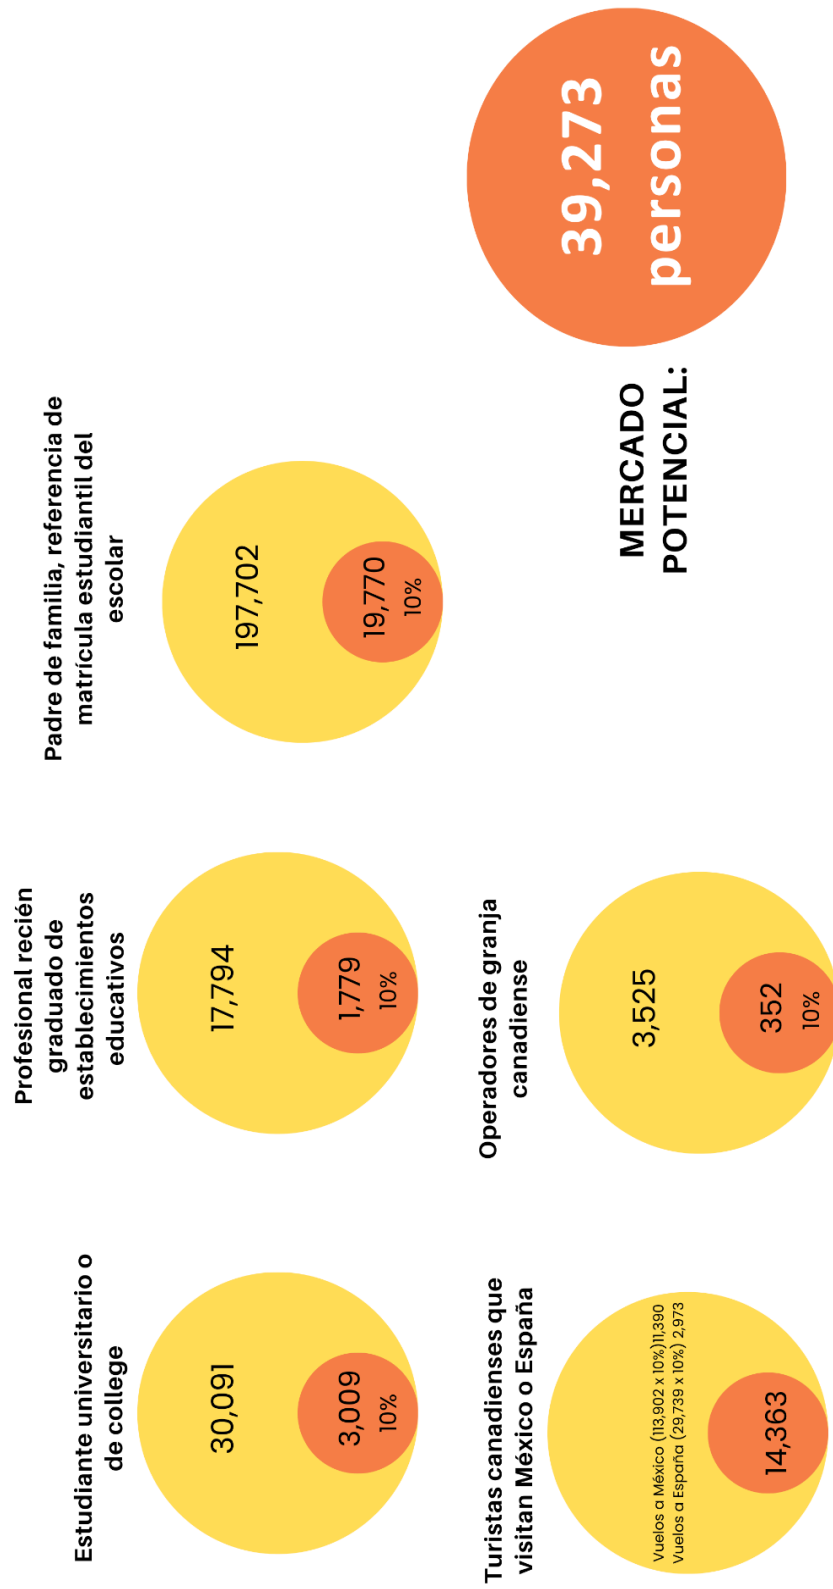 Estudiante universitario o
de college
30,091
3,009
10%
Profesional recién
graduado de
establecimientos
educativos
17,794
1,779
10%
Padre de familia, referencia de
matrícula estudiantil del
escolar
197,702
19,770
10%
Turistas canadienses que
visitan México o España
Vuelos a México (113,902 x 10%)11,390
Vuelos a España (29,739 x 10%) 2,973
14,363
Operadores de granja
canadiense
3,525
352
10%
MERCADO
POTENCIAL:
39,273
personas